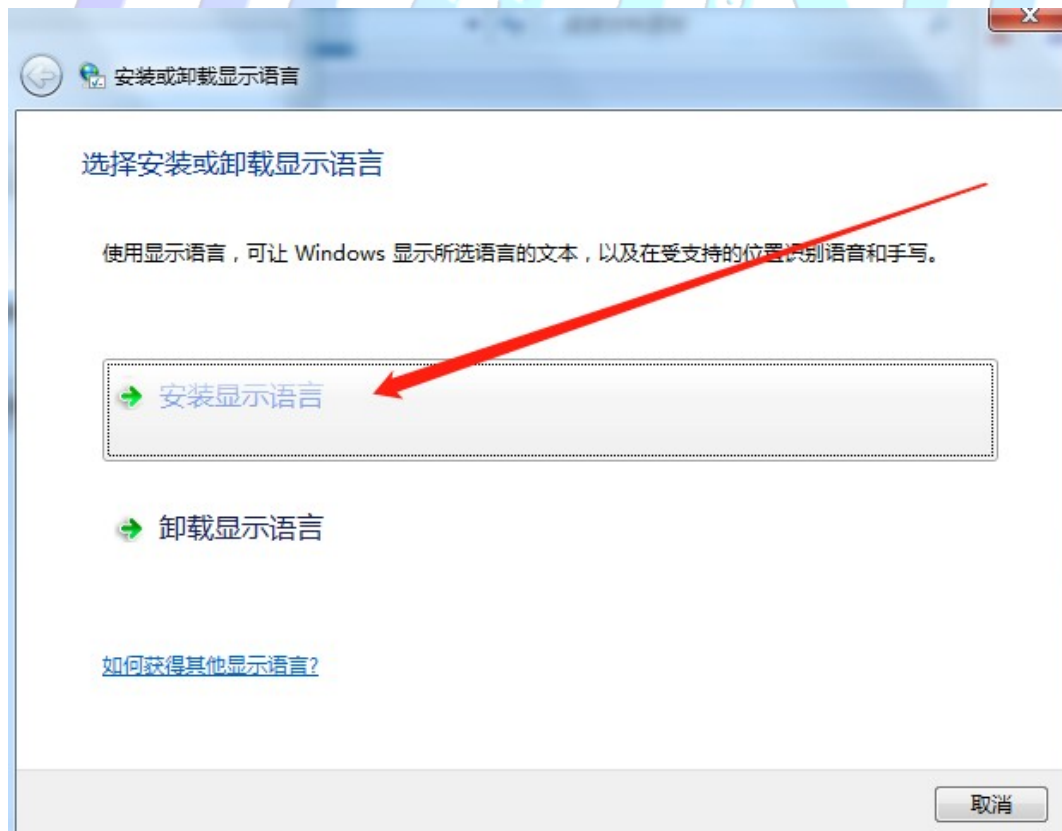 安装或卸载显示语言
选择安装或卸载显示语言
使用显示语言，可让 Windows 显示所选语言的文本，以及在受支持的位置识别语音和手写。
安装显示语言
卸载显示语言
如何获得其他显示语言?
取消